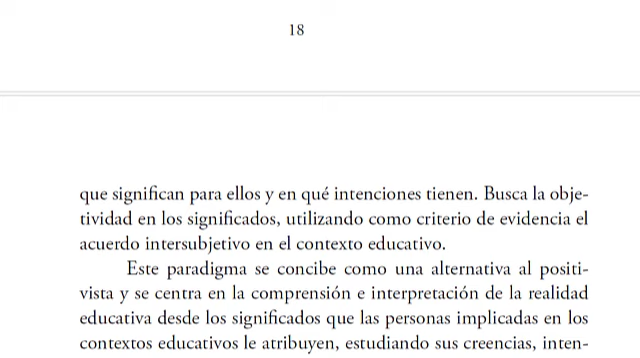 18
que significan para ellos y en qué intenciones tienen. Busca la obje-
tividad en los significados, utilizando como criterio de evidencia el
acuerdo intersubjetivo en el contexto educativo.
Este paradigma se concibe como una alternativa al positi-
vista y se centra en la comprensión e interpretación de la realidad
educativa desde los significados que las personas implicadas en los
contextos educativos le atribuyen, estudiando sus creencias, inten-